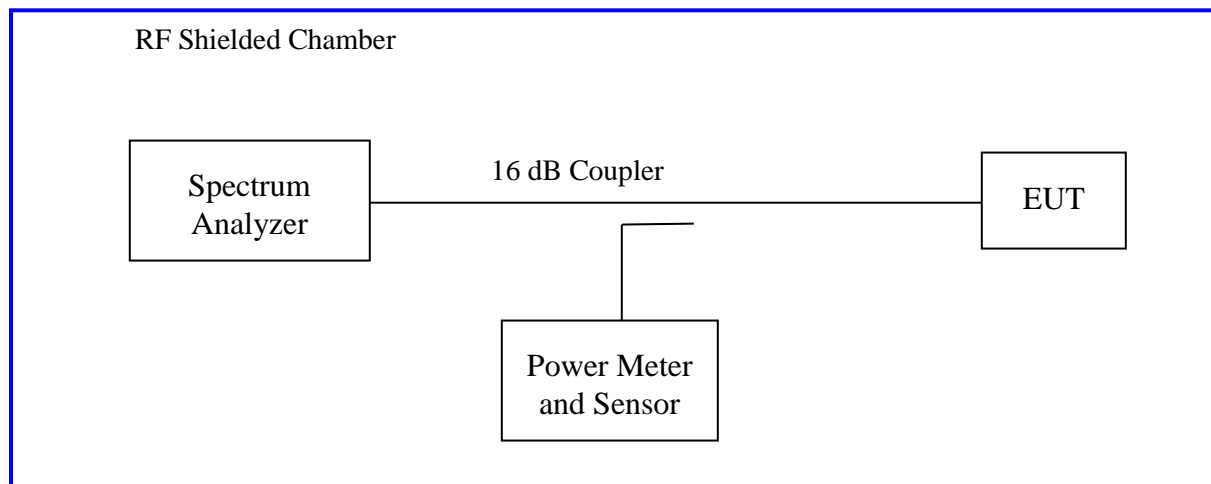 RF Shielded Chamber
16 dB Coupler
Spectrum
Analyzer
EUT
Power Meter
and Sensor